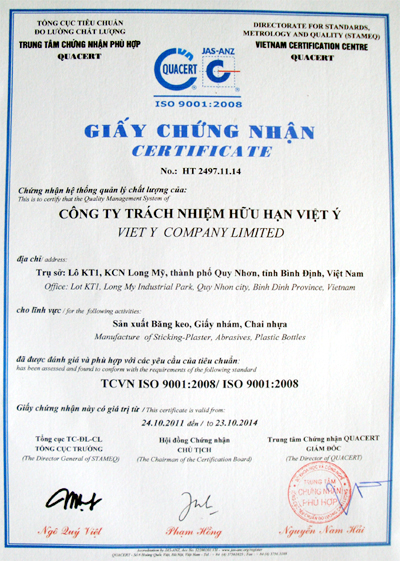 TỔNG CỤC TIÊU CHUẨN
ĐO LƯỜNG CHẤT LƯỢNG
TRUNG TÂM CHỨNG NHẬN PHÙ HỢP
QUACERT
DIRECTORATE FOR STANDARDS,
METROLOGY AND QUALITY (STAMEQ)
VIETNAM CERTIFICATION CENTRE
QUACERT
JAS-ANZ
QUACERT
ISO 9001:2008
GIẤY CHỨNG NHẬN
CERTIFICATE
No.: HT 2497.11.14
Chứng nhận hệ thống quản lý chất lượng của:
This is to certify that the Quality Management System of
CÔNG TY TRÁCH NHIỆM HỮU HẠN VIỆT Ý
VIET Y COMPANY LIMITED
địa chỉ/ address:
Trụ sở: Lô KT1, KCN Long Mỹ, thành phố Quy Nhơn, tỉnh Bình Định, Việt Nam
Office: Lot KT1, Long My Industrial Park, Quy Nhon city, Binh Dinh Province, Vietnam
cho lĩnh vực/ for the following activities:
Sản xuất Băng keo, Giấy nhám, Chai nhựa
Manufacture of Sticking-Plaster, Abrasives, Plastic Bottles
đã được đánh giá và phù hợp với các yêu cầu của tiêu chuẩn:
has been assessed and found to conform with the requirements of the following standard
TCVN ISO 9001:2008/ ISO 9001:2008
Giấy chứng nhận này có giá trị từ / This certificate is valid from:
24.10.2011 đến / to 23.10.2014
Tổng cục TC-ĐL-CL
TỔNG CỤC TRƯỞNG
(The Director General of STAMEQ)
Hội đồng Chứng nhận
CHỦ TỊCH
(The Chairman of the Certification Board)
Trung tâm Chứng nhận QUACERT
GIÁM ĐỐC
(The Director of QUACERT)
TRUNG TÂM
CHỨNG NHẬN
PHÙ HỢP
Ngô Quý Việt
Phạm Hồng
Nguyễn Nam Hải